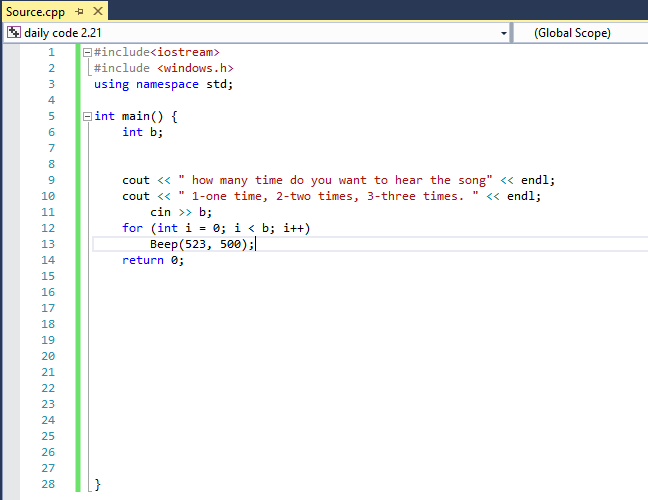 Source.cpp
daily code 2.21 (Global Scope)
1 #include<iostream>
2 #include <windows.h>
3 using namespace std;
4
5 int main() {
6 int b;
7
8
9 cout << " how many time do you want to hear the song" << endl;
10 cout << " 1-one time, 2-two times, 3-three times. " << endl;
11 cin >> b;
12 for (int i = 0; i < b; i++)
13 Beep(523, 500);
14 return 0;
15
16
17
18
19
20
21
22
23
24
25
26
27
28 }